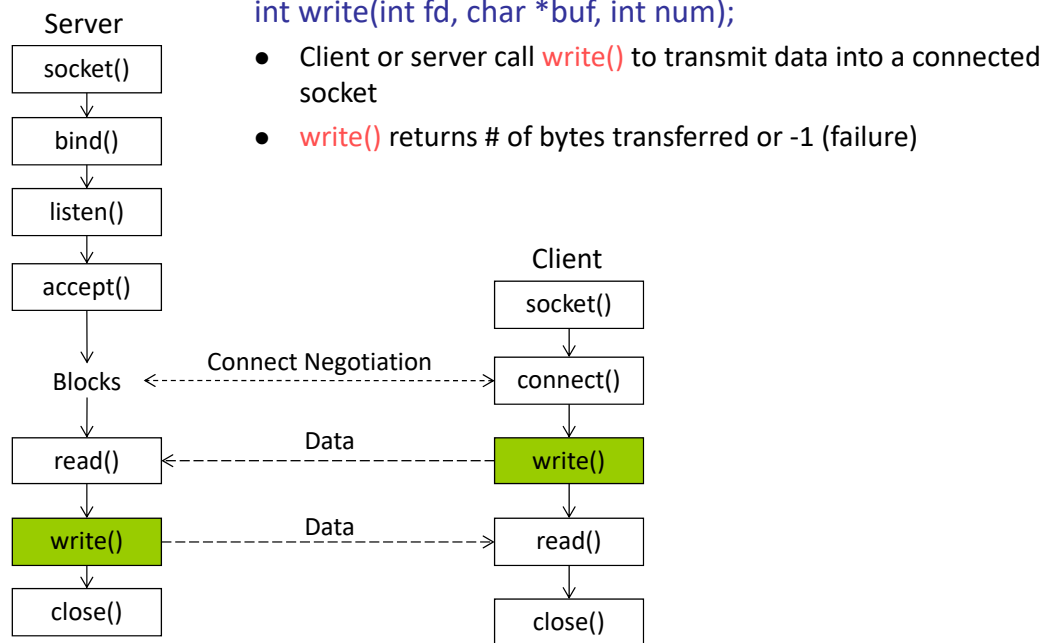 int write(int fd, char *buf, int num);
● Client or server call write() to transmit data into a connected
socket
● write() returns # of bytes transferred or -1 (failure)
Server
socket()
bind()
listen()
accept()
Blocks
read()
write()
close()
Connect Negotiation
Data
Data
Client
socket()
connect()
write()
read()
close()